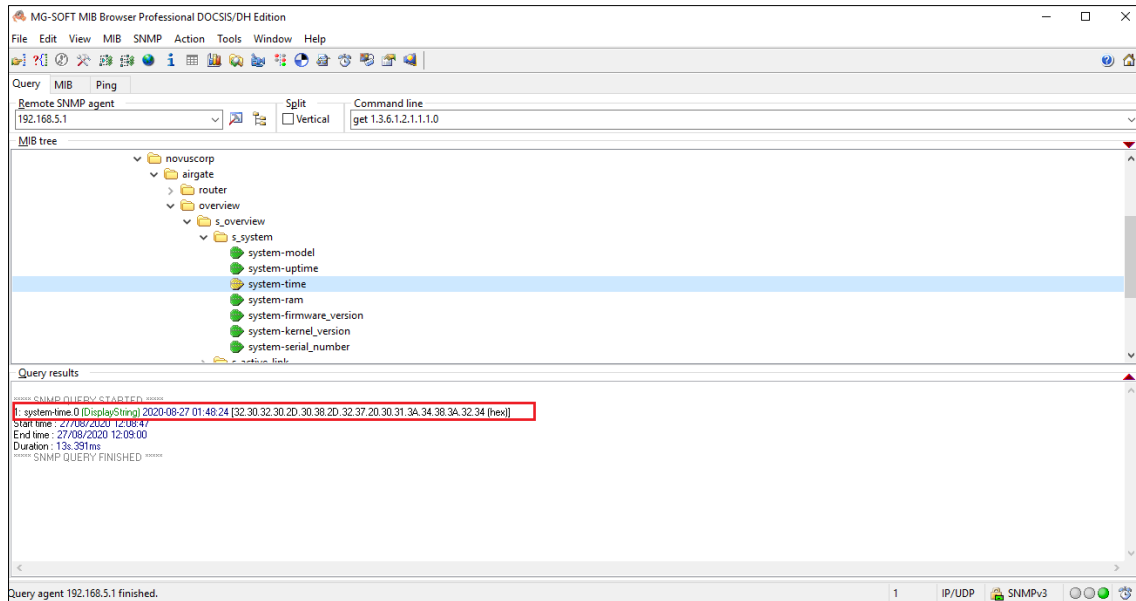 MG-SOFT MIB Browser Professional DOCSIS/DH Edition
File Edit View MIB SNMP Action Tools Window Help
Query MIB Ping
Remote SNMP agent Split Command line
192.168.5.1 Vertical get 1.3.6.1.2.1.1.1.0
MIB tree
novuscorp
airgate
router
overview
s_overview
s_system
system-model
system-uptime
system-time
system-ram
system-firmware_version
system-kernel_version
system-serial_number
s_active_link
Query results
***** SNMP QUERY STARTED *****
1: system-time.0 (DisplayString) 2020-08-27 01:48:24 [32.30.32.30.2D.30.38.2D.32.37.20.30.31.3A.34.38.3A.32.34 (hex)]
Start time : 27/08/2020 12:08:47
End time : 27/08/2020 12:09:00
Duration : 13s.391ms
***** SNMP QUERY FINISHED *****
Query agent 192.168.5.1 finished. 1 IP/UDP SNMPv3